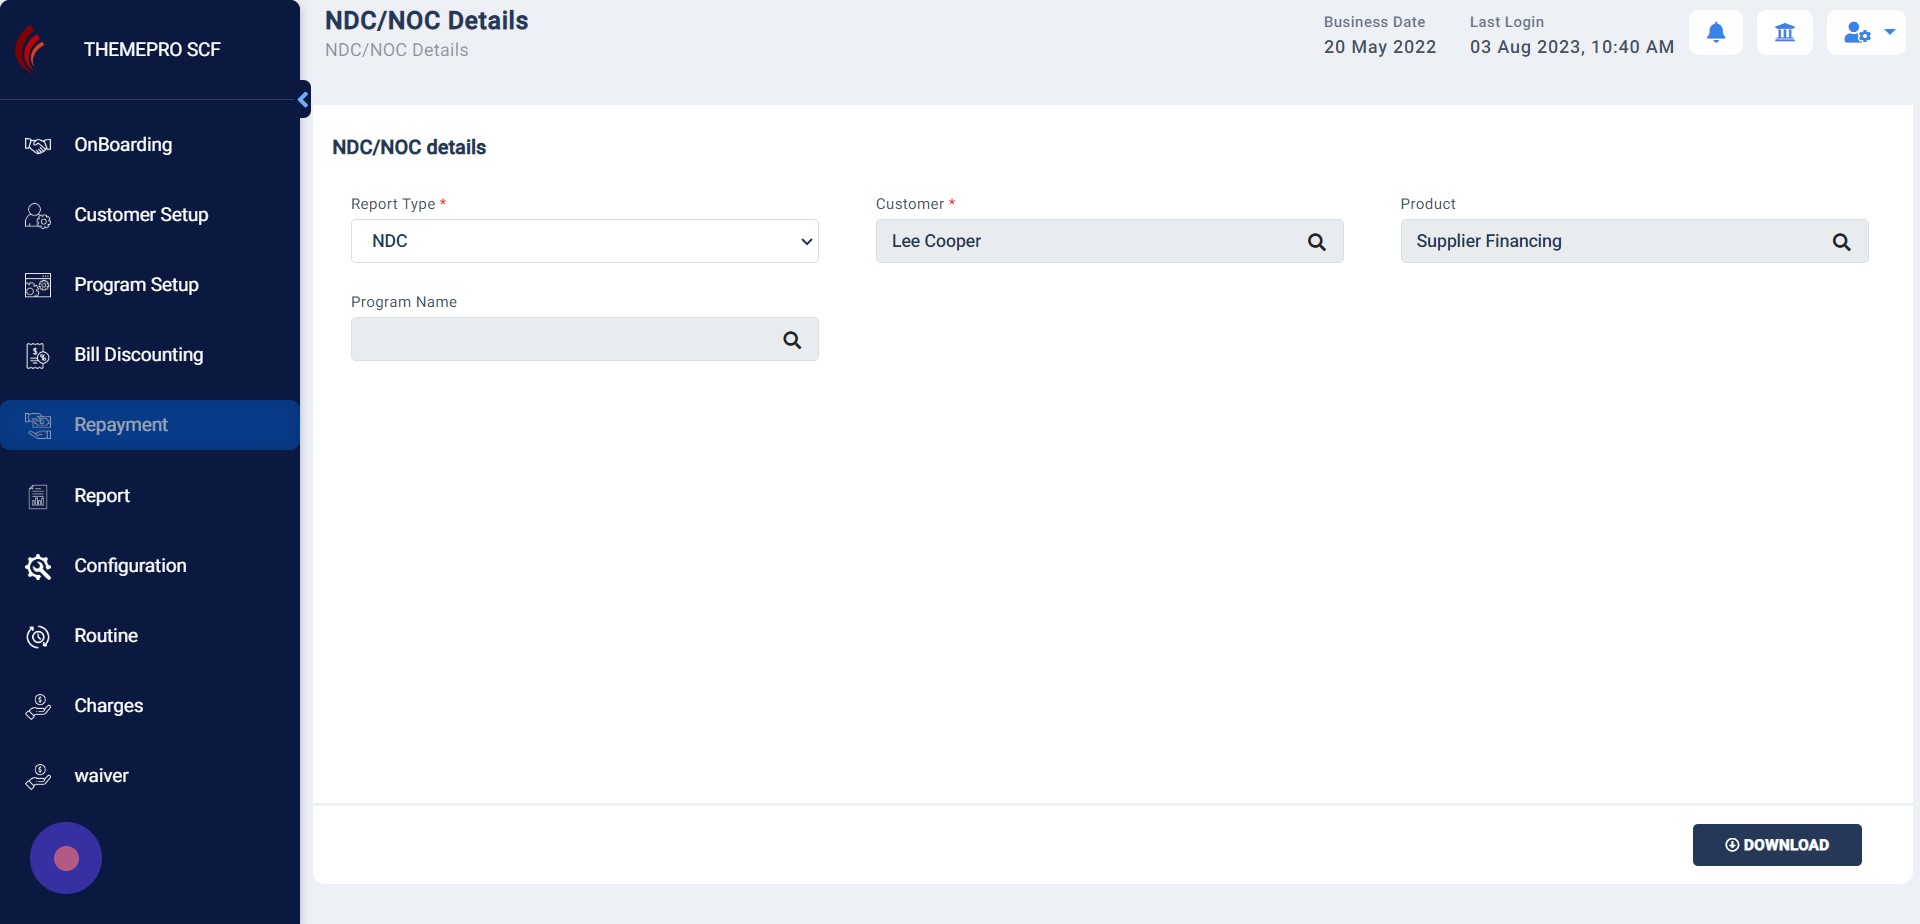 THEMEPRO SCF
OnBoarding
Customer Setup
Program Setup
Bill Discounting
Repayment
Report
Configuration
Routine
Charges
waiver
NDC/NOC Details
NDC/NOC Details
Business Date
20 May 2022
Last Login
03 Aug 2023, 10:40 AM
NDC/NOC details
Report Type *
NDC
Customer *
Lee Cooper
Product
Supplier Financing
Program Name
DOWNLOAD